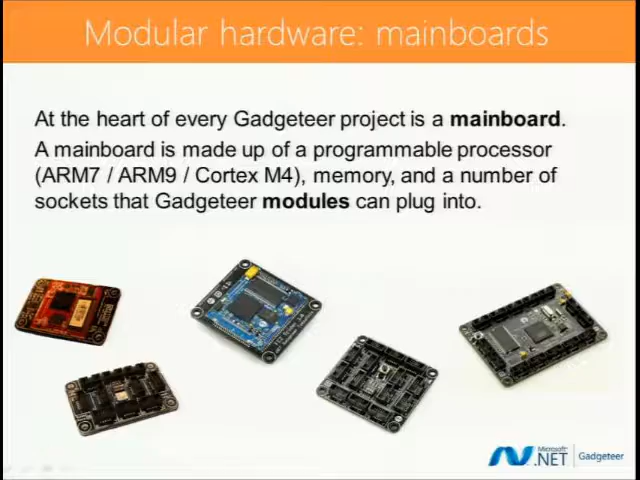 Modular hardware: mainboards
At the heart of every Gadgeteer project is a mainboard.
A mainboard is made up of a programmable processor
(ARM7 / ARM9 / Cortex M4), memory, and a number of
sockets that Gadgeteer modules can plug into.
Microsoft
.NET Gadgeteer